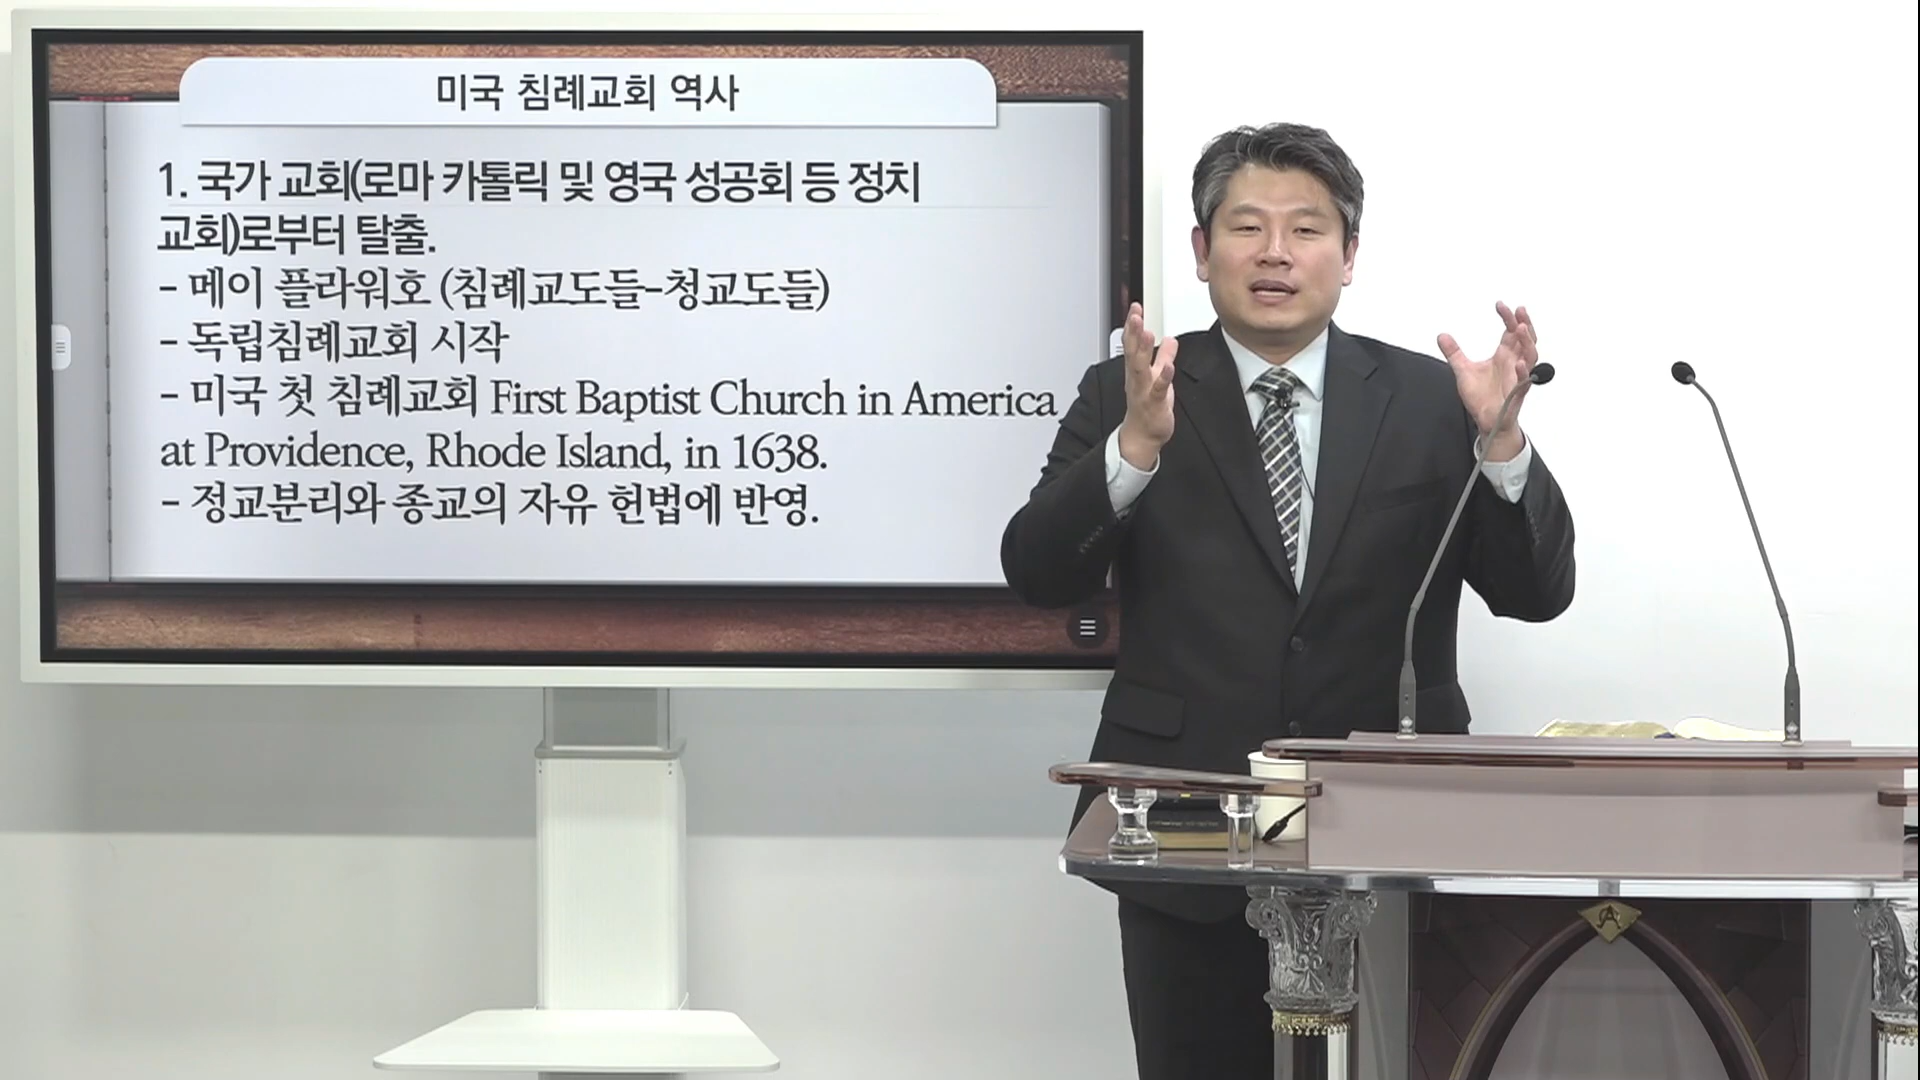 미국 침례교회 역사
1. 국가 교회(로마 카톨릭 및 영국 성공회 등 정치
교회)로부터 탈출.
- 메이 플라워호 (침례교도들-청교도들)
- 독립침례교회 시작
- 미국 첫 침례교회 First Baptist Church in America
at Providence, Rhode Island, in 1638.
- 정교분리와 종교의 자유 헌법에 반영.